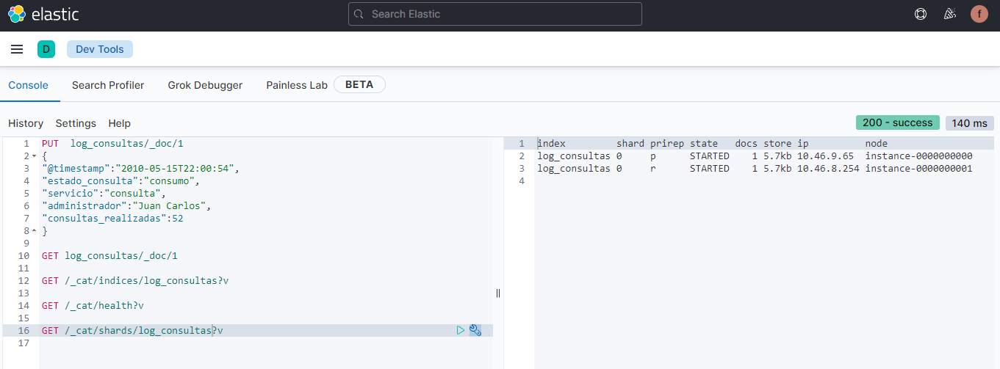 elastic
Search Elastic
f
D
Dev Tools
Console Search Profiler Grok Debugger Painless Lab BETA
History Settings Help
200 - success 140 ms
1 PUT  log_consultas/_doc/1
2 {
3 "@timestamp":"2010-05-15T22:00:54",
4 "estado_consulta":"consumo",
5 "servicio":"consulta",
6 "administrador":"Juan Carlos",
7 "consultas_realizadas":52
8 }
9
10 GET log_consultas/_doc/1
11
12 GET /_cat/indices/log_consultas?v
13
14 GET /_cat/health?v
15
16 GET /_cat/shards/log_consultas?v
17
1 index shard prirep state docs store ip node
2 log_consultas 0 p STARTED 1 5.7kb 10.46.9.65 instance-0000000000
3 log_consultas 0 r STARTED 1 5.7kb 10.46.8.254 instance-0000000001
4